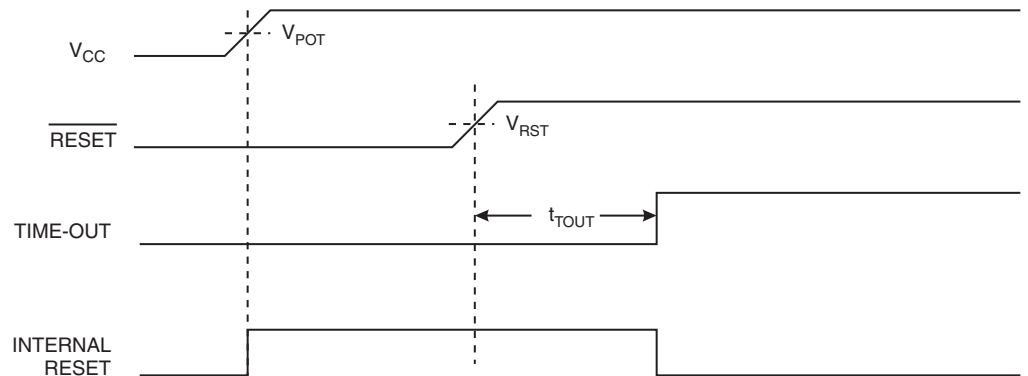 V_CC
V_POT
RESET
V_RST
TIME-OUT
t_TOUT
INTERNAL
RESET